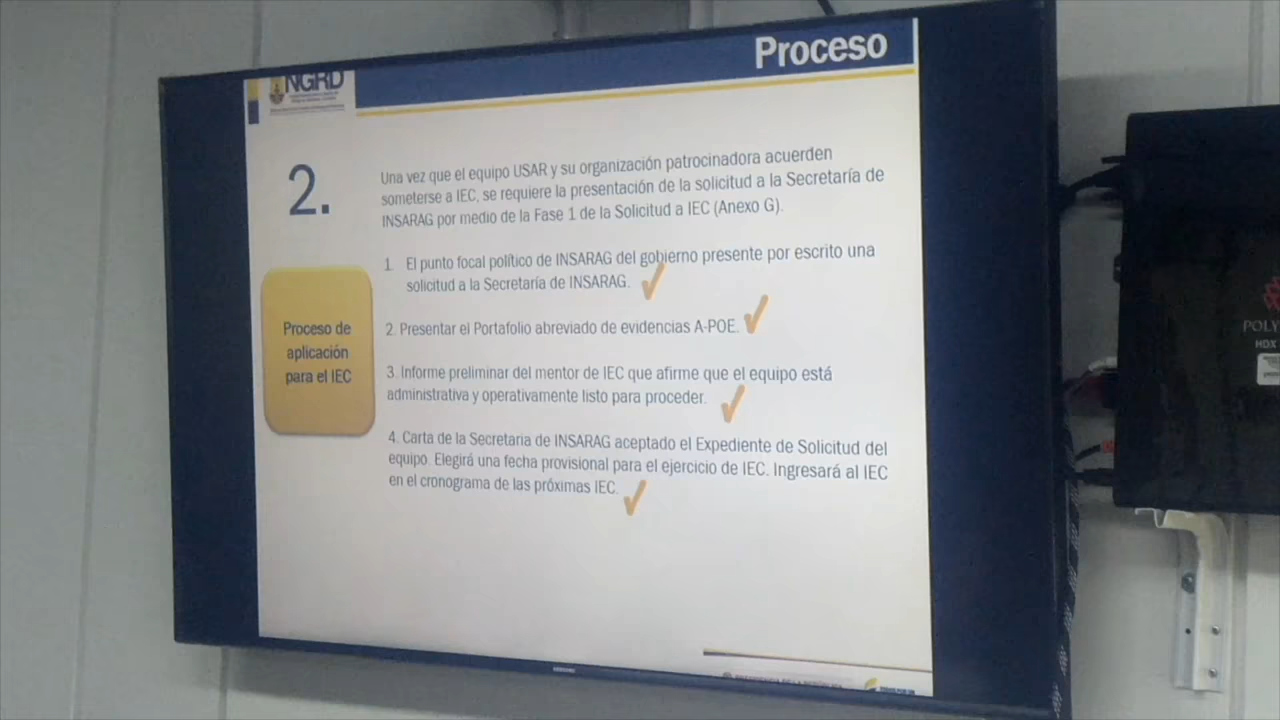 Proceso
NGRD
2.
Una vez que el equipo USAR y su organización patrocinadora acuerden
someterse a IEC, se requiere la presentación de la solicitud a la Secretaría de
INSARAG por medio de la Fase 1 de la Solicitud a IEC (Anexo G).
1. El punto focal político de INSARAG del gobierno presente por escrito una
solicitud a la Secretaría de INSARAG.
Proceso de
aplicación
para el IEC
2. Presentar el Portafolio abreviado de evidencias A-POE.
3. Informe preliminar del mentor de IEC que afirme que el equipo está
administrativa y operativamente listo para proceder.
4. Carta de la Secretaria de INSARAG aceptado el Expediente de Solicitud del
equipo. Elegirá una fecha provisional para el ejercicio de IEC. Ingresará al IEC
en el cronograma de las próximas IEC.
POLY
HDX